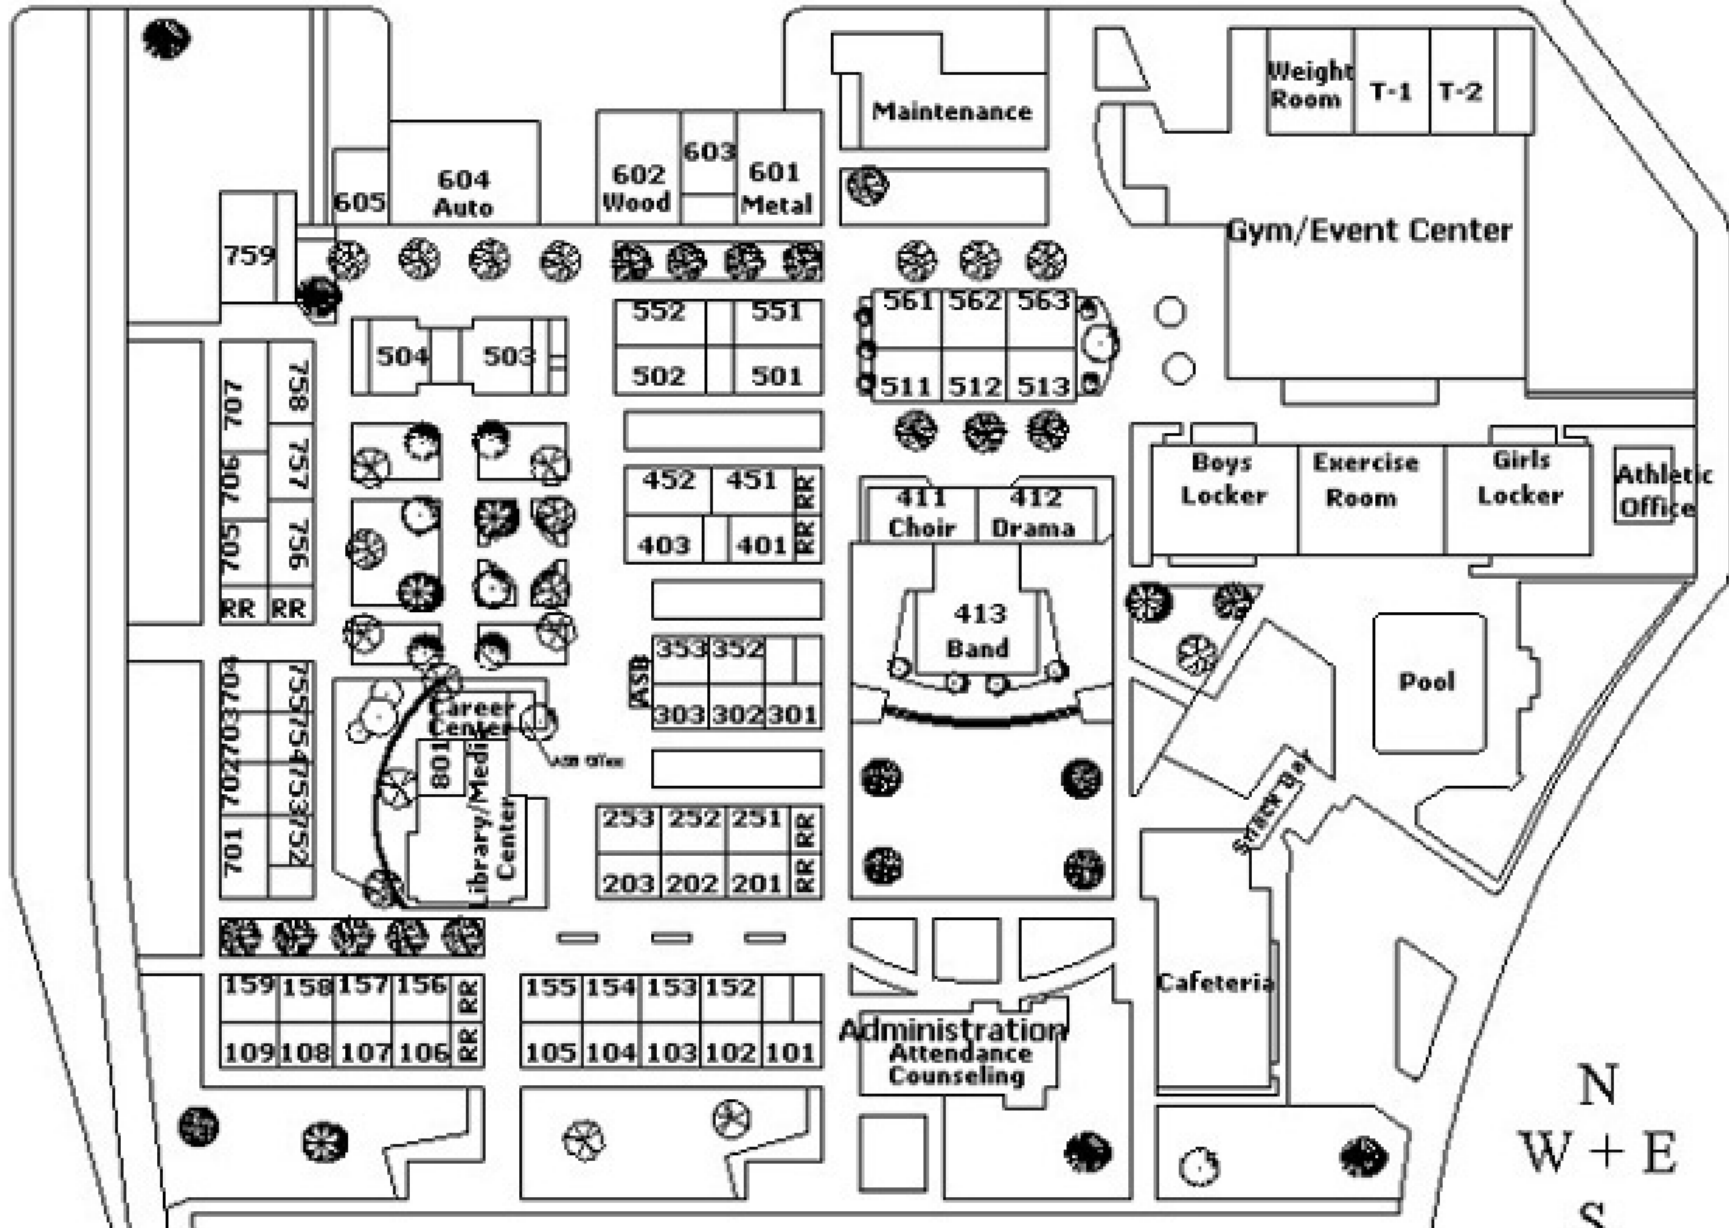 Weight
Room
T-1
T-2
Maintenance
603
604
Auto
602
Wood
601
Metal
605
Gym/Event Center
759
552
551
561
562
563
504
503
502
501
511
512
513
707
758
706
757
705
756
RR
RR
452
451
RR
403
401
RR
411
Choir
412
Drama
Boys
Locker
Exercise
Room
Girls
Locker
Athletic
Office
413
Band
Pool
ASB
353
352
303
302
301
704
755
703
754
702
753
701
752
Career
Center
801
Library/Media
Center
ASB Office
Snack Bar
253
252
251
RR
203
202
201
RR
159
158
157
156
RR
155
154
153
152
109
108
107
106
RR
105
104
103
102
101
Cafeteria
Administration
Attendance
Counseling
N
W + E
S